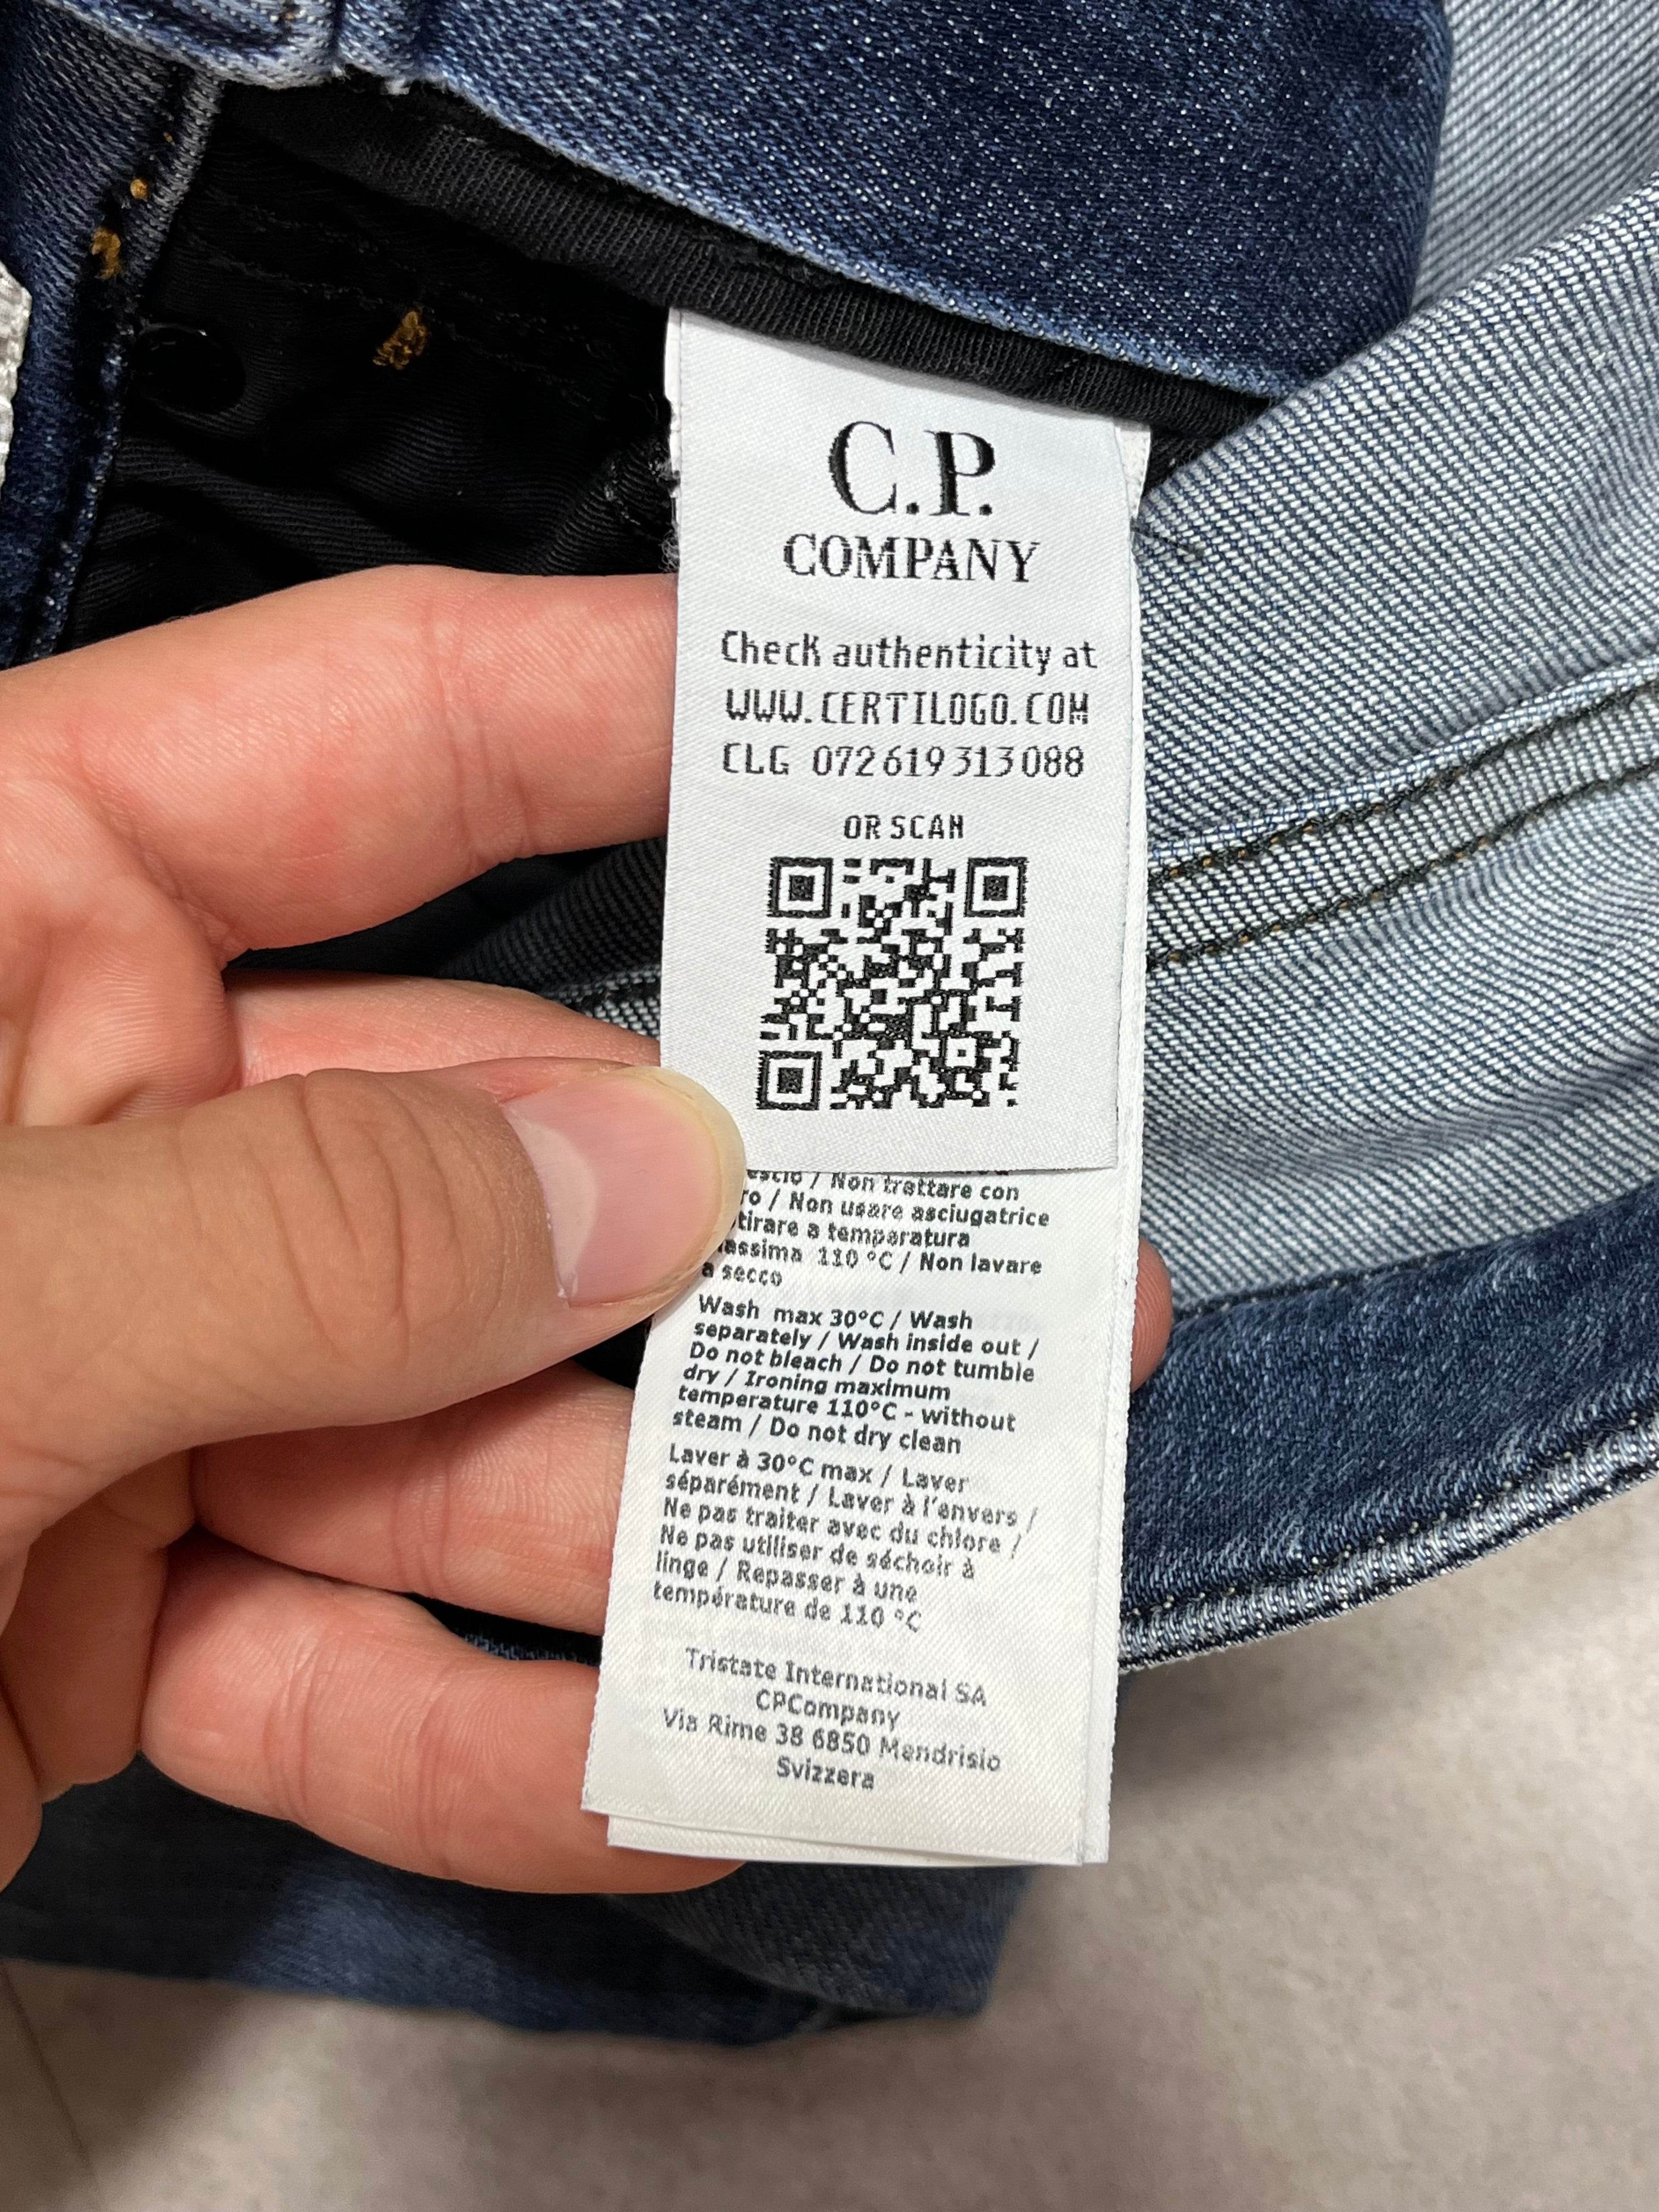 C.P.
COMPANY
Check authenticity at
WWW.CERTILOGO.COM
CLG 072619313088
OR SCAN
/ Non trattare con
/ Non usare asciugatrice
tirare a temperatura
massima 110 °C / Non lavare
a secco
Wash max 30°C / Wash
separately / Wash inside out /
Do not bleach / Do not tumble
dry / Ironing maximum
temperature 110°C - without
steam / Do not dry clean
Laver à 30°C max / Laver
séparément / Laver à l'envers /
Ne pas traiter avec du chlore /
Ne pas utiliser de séchoir à
linge / Repasser à une
température de 110 °C
Tristate International SA
CPCompany
Via Rime 38 6850 Mendrisio
Svizzera